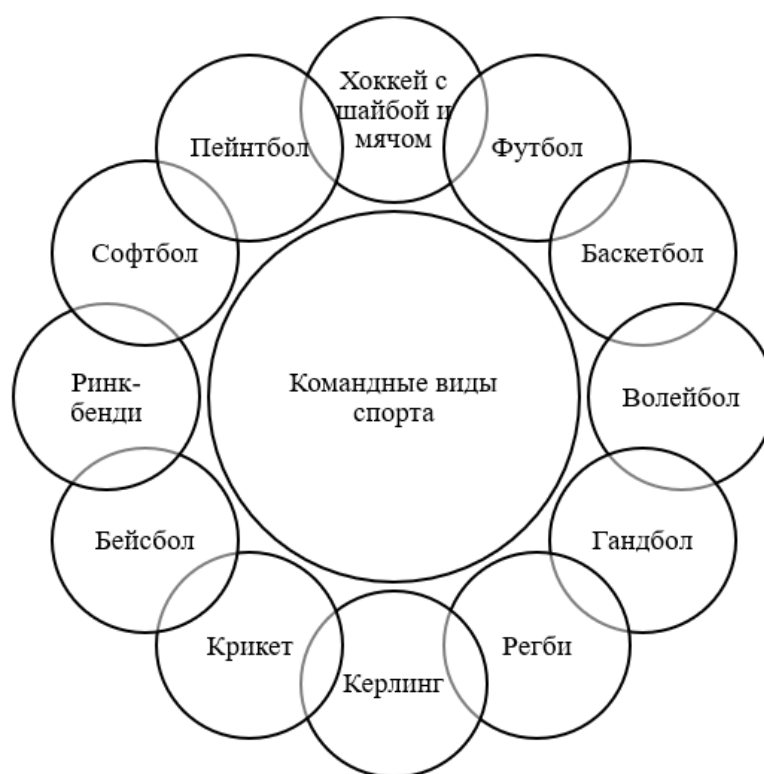 Хоккей с
шайбой и
мячом
Футбол
Баскетбол
Волейбол
Гандбол
Регби
Керлинг
Крикет
Бейсбол
Ринк-
бенди
Софтбол
Пейнтбол
Командные виды
спорта